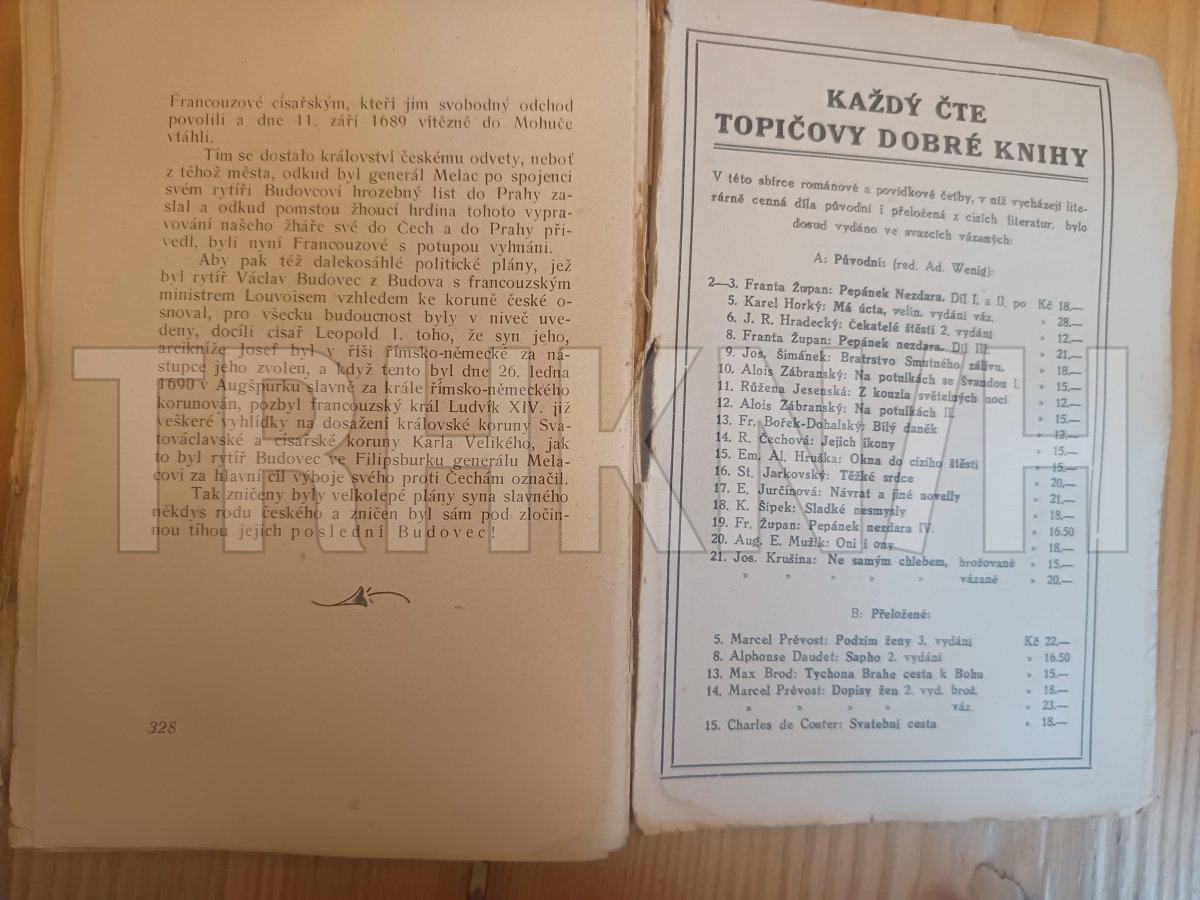 Francouzové císařským, kteří jim svobodný odchod
povolili a dne 11. září 1689 vítězně do Mohuče
vtáhli.
Tím se dostalo království českému odvety, neboť
z téhož města, odkud byl generál Melac po spojenci
svém rytíři Budovcovi hrozebný list do Prahy za-
slal a odkud pomstou žhoucí hrdina tohoto vypra-
vování našeho žháře své do Čech a do Prahy při-
vedl, byli nyní Francouzové s potupou vyhnáni.
Aby pak též dalekosáhlé politické plány, jež
byl rytíř Václav Budovec z Budova s francouzským
ministrem Louvoisem vzhledem ke koruně české o-
snoval, pro všecku budoucnost byly v niveč uve-
deny, docílí císař Leopold I. toho, že syn jeho,
arcikníže Josef byl v říši římsko-německé za ná-
stupce jeho zvolen, a když tento byl dne 26. ledna
1690 v Augšpurku slavně za krále římsko-německého
korunován, pozbyl francouzský král Ludvík XIV. již
veškeré vyhlídky na dosažení královské koruny Sva-
továclavské a císařské koruny Karla Velikého, jak
to byl rytíř Budovec ve Filipsburku generálu Mela-
covi za hlavní cíl výboje svého proti Čechám označil.
Tak zničeny byly velkolepé plány syna slavného
někdys rodu českého a zničen byl sám pod zločin-
nou tíhou jejich poslední Budovec!
328
KAŽDÝ ČTE
TOPIČOVY DOBRÉ KNIHY
V této sbírce románové a povídkové četby, v níž vycházejí lite-
rárně cenná díla původní i přeložená z cizích literatur, bylo
dosud vydáno ve svazcích vázaných:
A: Původní: (red. Ad. Wenig):
2—3. Franta Župan: Pepánek Nezdara. Díl I. a II. po Kč 18.—
5. Karel Horký: Má úcta, velin. vydání váz. » 28.—
6. J. R. Hradecký: Čekatelé štěstí 2. vydání » 12.—
8. Franta Župan: Pepánek nezdara. Díl III. » 21.—
9. Jos. Šimánek: Bratrstvo Smutného zálivu. » 18.—
10. Alois Zábranský: Na potulkách se Švandou I. » 15.—
11. Růžena Jesenská: Z kouzla světelných nocí » 12.—
12. Alois Zábranský: Na potulkách II. » 15.—
13. Fr. Bořek-Dohalský: Bílý daněk » 12.—
14. R. Čechová: Jejich ikony » 15.—
15. Em. Al. Hruška: Okna do cizího štěstí » 15.—
16. St. Jarkovský: Těžké srdce » 20.—
17. E. Jurčinová: Návrat a jiné novelly » 21.—
18. K. Šípek: Sladké nesmysly » 18.—
19. Fr. Župan: Pepánek nezdara IV. » 16.50
20. Aug. E. Mužík: Oni i ony » 18.—
21. Jos. Krušina: Ne samým chlebem, brožované » 15.—
» » » » » vázané » 20.—
B: Přeložené:
5. Marcel Prévost: Podzim ženy 3. vydání Kč 22.—
8. Alphonse Daudet: Sapho 2. vydání » 16.50
13. Max Brod: Tychona Brahe cesta k Bohu » 15.—
14. Marcel Prévost: Dopisy žen 2. vyd. brož. » 18.—
» » » » váz. » 23.—
15. Charles de Coster: Svatební cesta » 18.—
TRHKNIH